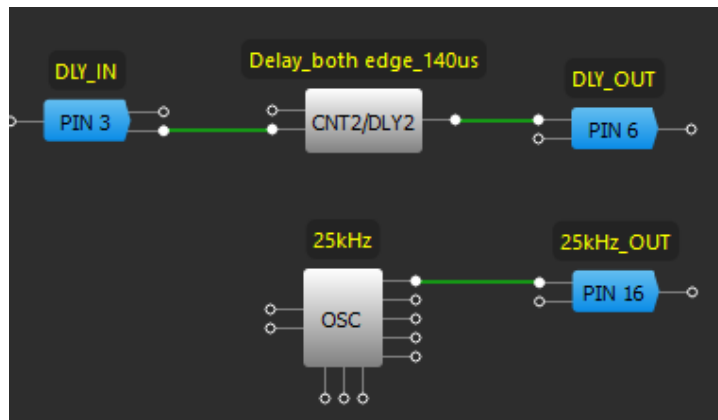 DLY_IN
Delay_both edge_140us
DLY_OUT
PIN 3
CNT2/DLY2
PIN 6
25kHz
25kHz_OUT
OSC
PIN 16